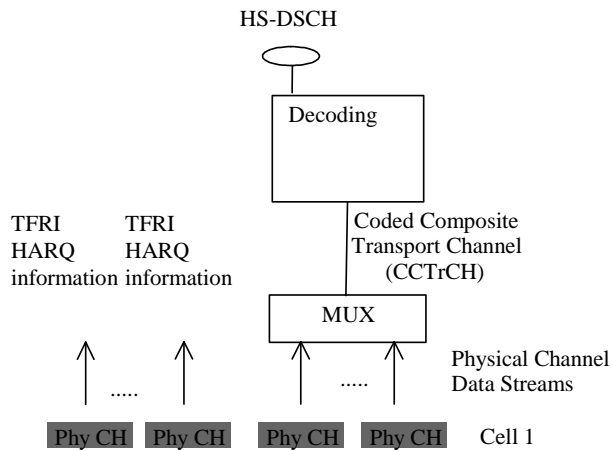 HS-DSCH
Decoding
TFRI
HARQ
information
TFRI
HARQ
information
Coded Composite
Transport Channel
(CCTrCH)
MUX
.....
.....
Physical Channel
Data Streams
Phy CH
Phy CH
Phy CH
Phy CH
Cell 1